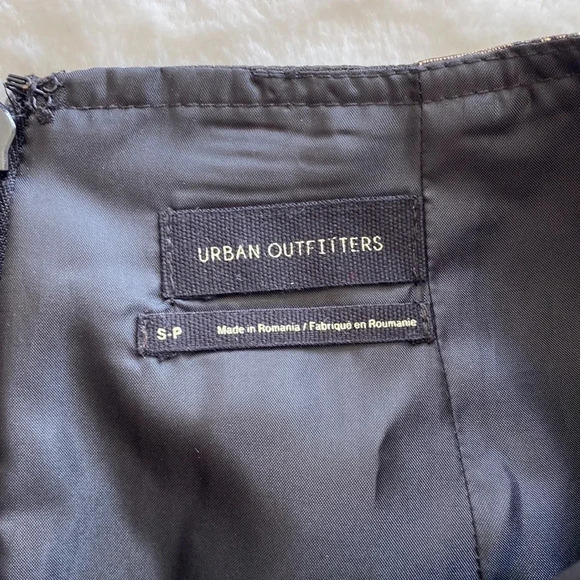 URBAN OUTFITTERS
S-P Made in Romania / Fabriqué en Roumanie